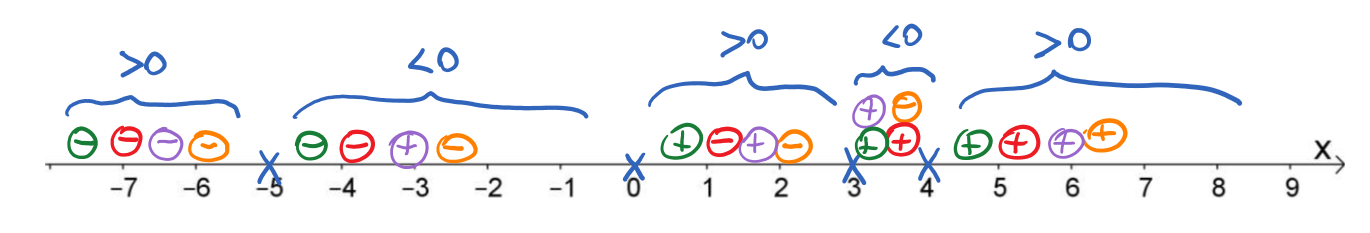 >0 <0 >0 <0 >0
⊕ ⊖
⊖ ⊖ ⊖ ⊖ ⊖ ⊖ ⊕ ⊖ ⊕ ⊖ ⊕ ⊖ ⊕ ⊕ ⊕ ⊕ ⊕ ⊕
x
−7 −6 −5 −4 −3 −2 −1 0 1 2 3 4 5 6 7 8 9